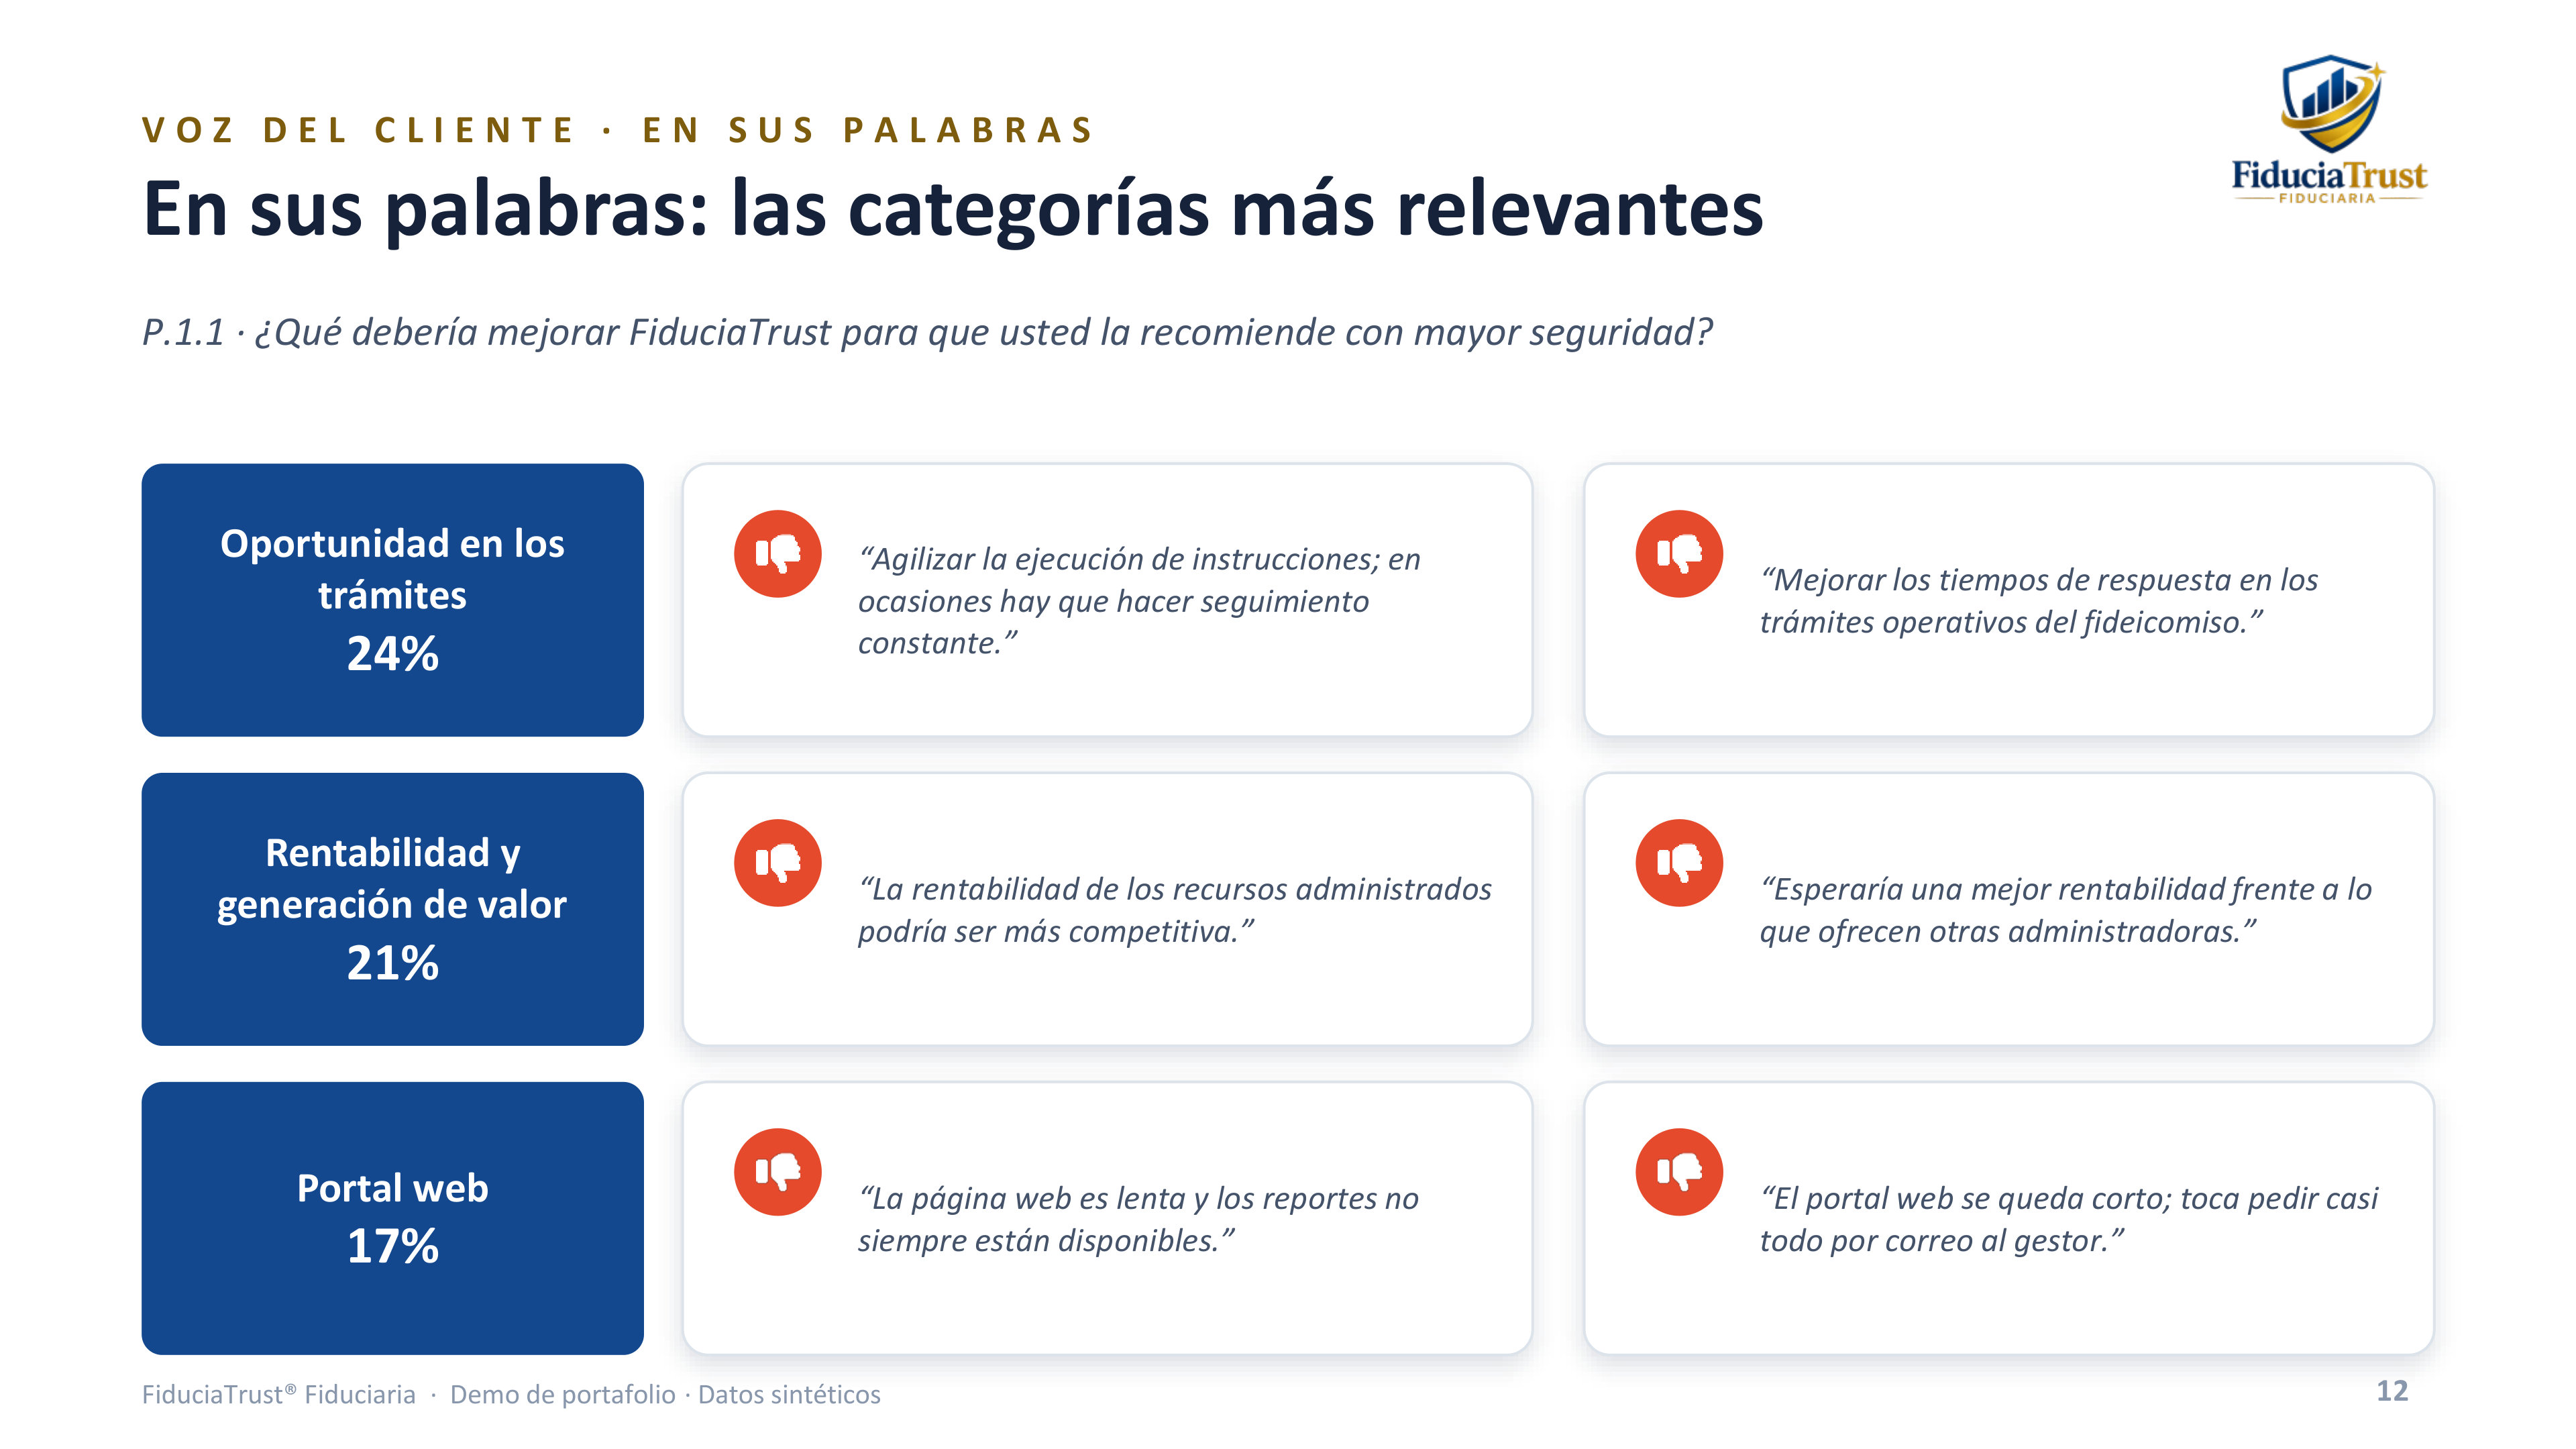 VOZ DEL CLIENTE · EN SUS PALABRAS
En sus palabras: las categorías más relevantes
FiduciaTrust
FIDUCIARIA
P.1.1 · ¿Qué debería mejorar FiduciaTrust para que usted la recomiende con mayor seguridad?
Oportunidad en los
trámites
24%
“Agilizar la ejecución de instrucciones; en
ocasiones hay que hacer seguimiento
constante.”
“Mejorar los tiempos de respuesta en los
trámites operativos del fideicomiso.”
Rentabilidad y
generación de valor
21%
“La rentabilidad de los recursos administrados
podría ser más competitiva.”
“Esperaría una mejor rentabilidad frente a lo
que ofrecen otras administradoras.”
Portal web
17%
“La página web es lenta y los reportes no
siempre están disponibles.”
“El portal web se queda corto; toca pedir casi
todo por correo al gestor.”
FiduciaTrust® Fiduciaria · Demo de portafolio · Datos sintéticos
12